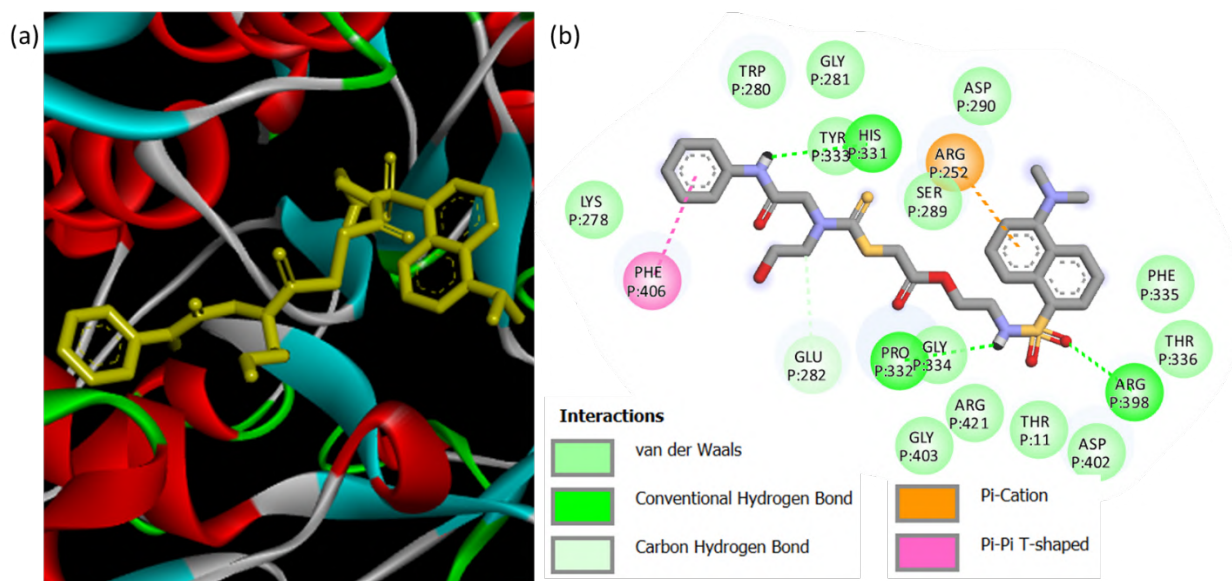 (a)
(b)
TRP
P:280
GLY
P:281
ASP
P:290
TYR
P:333
HIS
P:331
ARG
P:252
SER
P:289
LYS
P:278
PHE
P:406
PHE
P:335
GLU
P:282
PRO
P:332
GLY
P:334
THR
P:336
ARG
P:398
ARG
P:421
THR
P:11
GLY
P:403
ASP
P:402
Interactions
van der Waals
Conventional Hydrogen Bond
Carbon Hydrogen Bond
Pi-Cation
Pi-Pi T-shaped